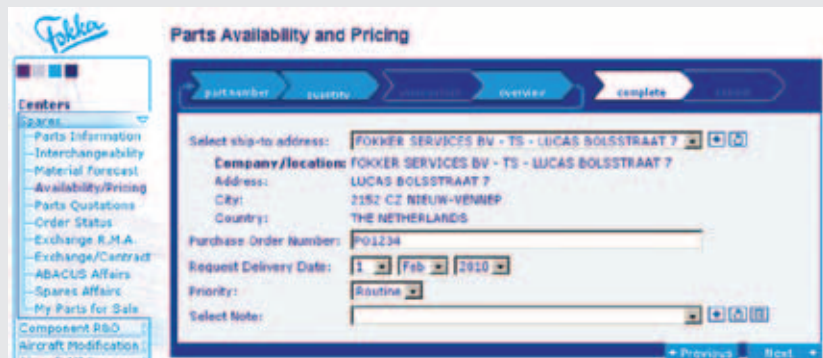 Fokker
Parts Availability and Pricing
part number
quantity
overview
complete
Centers
Spares
Parts Information
Interchangeability
Material Forecast
Availability/Pricing
Parts Quotations
Order Status
Exchange R.M.A.
Exchange/Contract
ABACUS Affairs
Spares Affairs
My Parts for Sale
Component R&O
Aircraft Modification
Select ship-to address: FOKKER SERVICES BV - TS - LUCAS BOLSSTRAAT 7
Company/location: FOKKER SERVICES BV - TS - LUCAS BOLSSTRAAT 7
Address: LUCAS BOLSSTRAAT 7
City: 2152 CZ NIEUW-VENNEP
Country: THE NETHERLANDS
Purchase Order Number: PO1234
Request Delivery Date: 1 Feb 2010
Priority: Routine
Select Note:
Previous Next